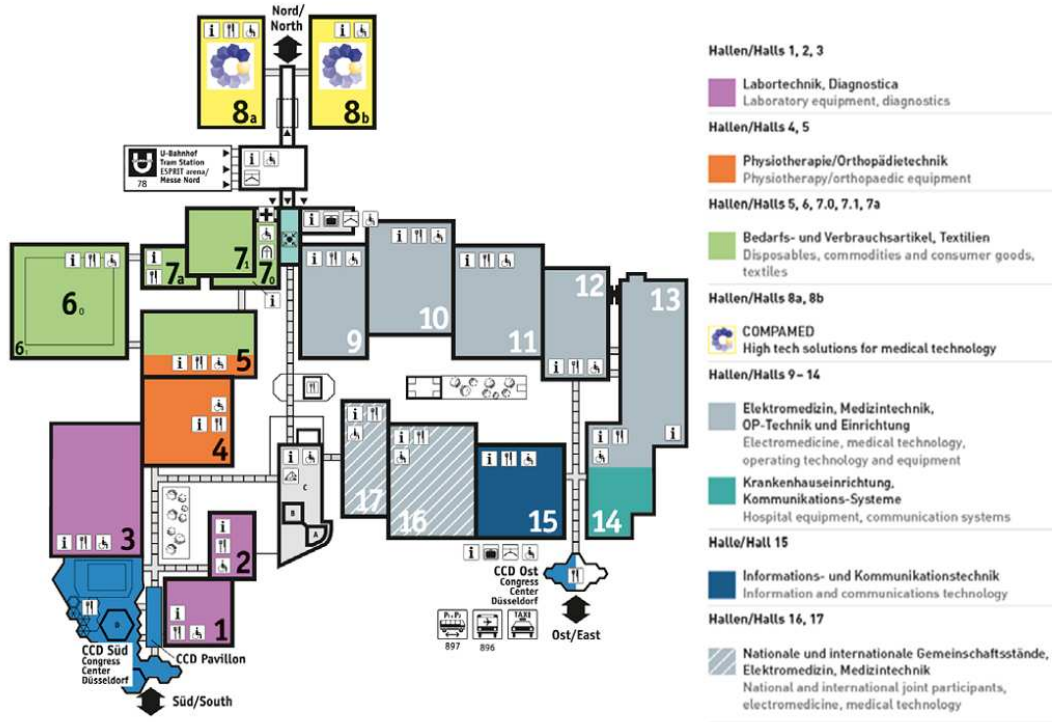 Nord/
North
8a
8b
U-Bahnhof
Tram Station
ESPRIT arena/
Messe Nord
78
7a
71
70
60
6
5
4
3
2
1
9
10
11
12
13
14
15
16
17
C
B
A
D
CCD Süd
Congress
Center
Düsseldorf
CCD Pavillon
Süd/South
CCD Ost
Congress
Center
Düsseldorf
P1-P2
TAXI
897
896
Ost/East
Hallen/Halls 1, 2, 3
Labortechnik, Diagnostica
Laboratory equipment, diagnostics
Hallen/Halls 4, 5
Physiotherapie/Orthopädietechnik
Physiotherapy/orthopaedic equipment
Hallen/Halls 5, 6, 7.0, 7.1, 7a
Bedarfs- und Verbrauchsartikel, Textilien
Disposables, commodities and consumer goods,
textiles
Hallen/Halls 8a, 8b
COMPAMED
High tech solutions for medical technology
Hallen/Halls 9 – 14
Elektromedizin, Medizintechnik,
OP-Technik und Einrichtung
Electromedicine, medical technology,
operating technology and equipment
Krankenhauseinrichtung,
Kommunikations-Systeme
Hospital equipment, communication systems
Halle/Hall 15
Informations- und Kommunikationstechnik
Information and communications technology
Hallen/Halls 16, 17
Nationale und internationale Gemeinschaftsstände,
Elektromedizin, Medizintechnik
National and international joint participants,
electromedicine, medical technology